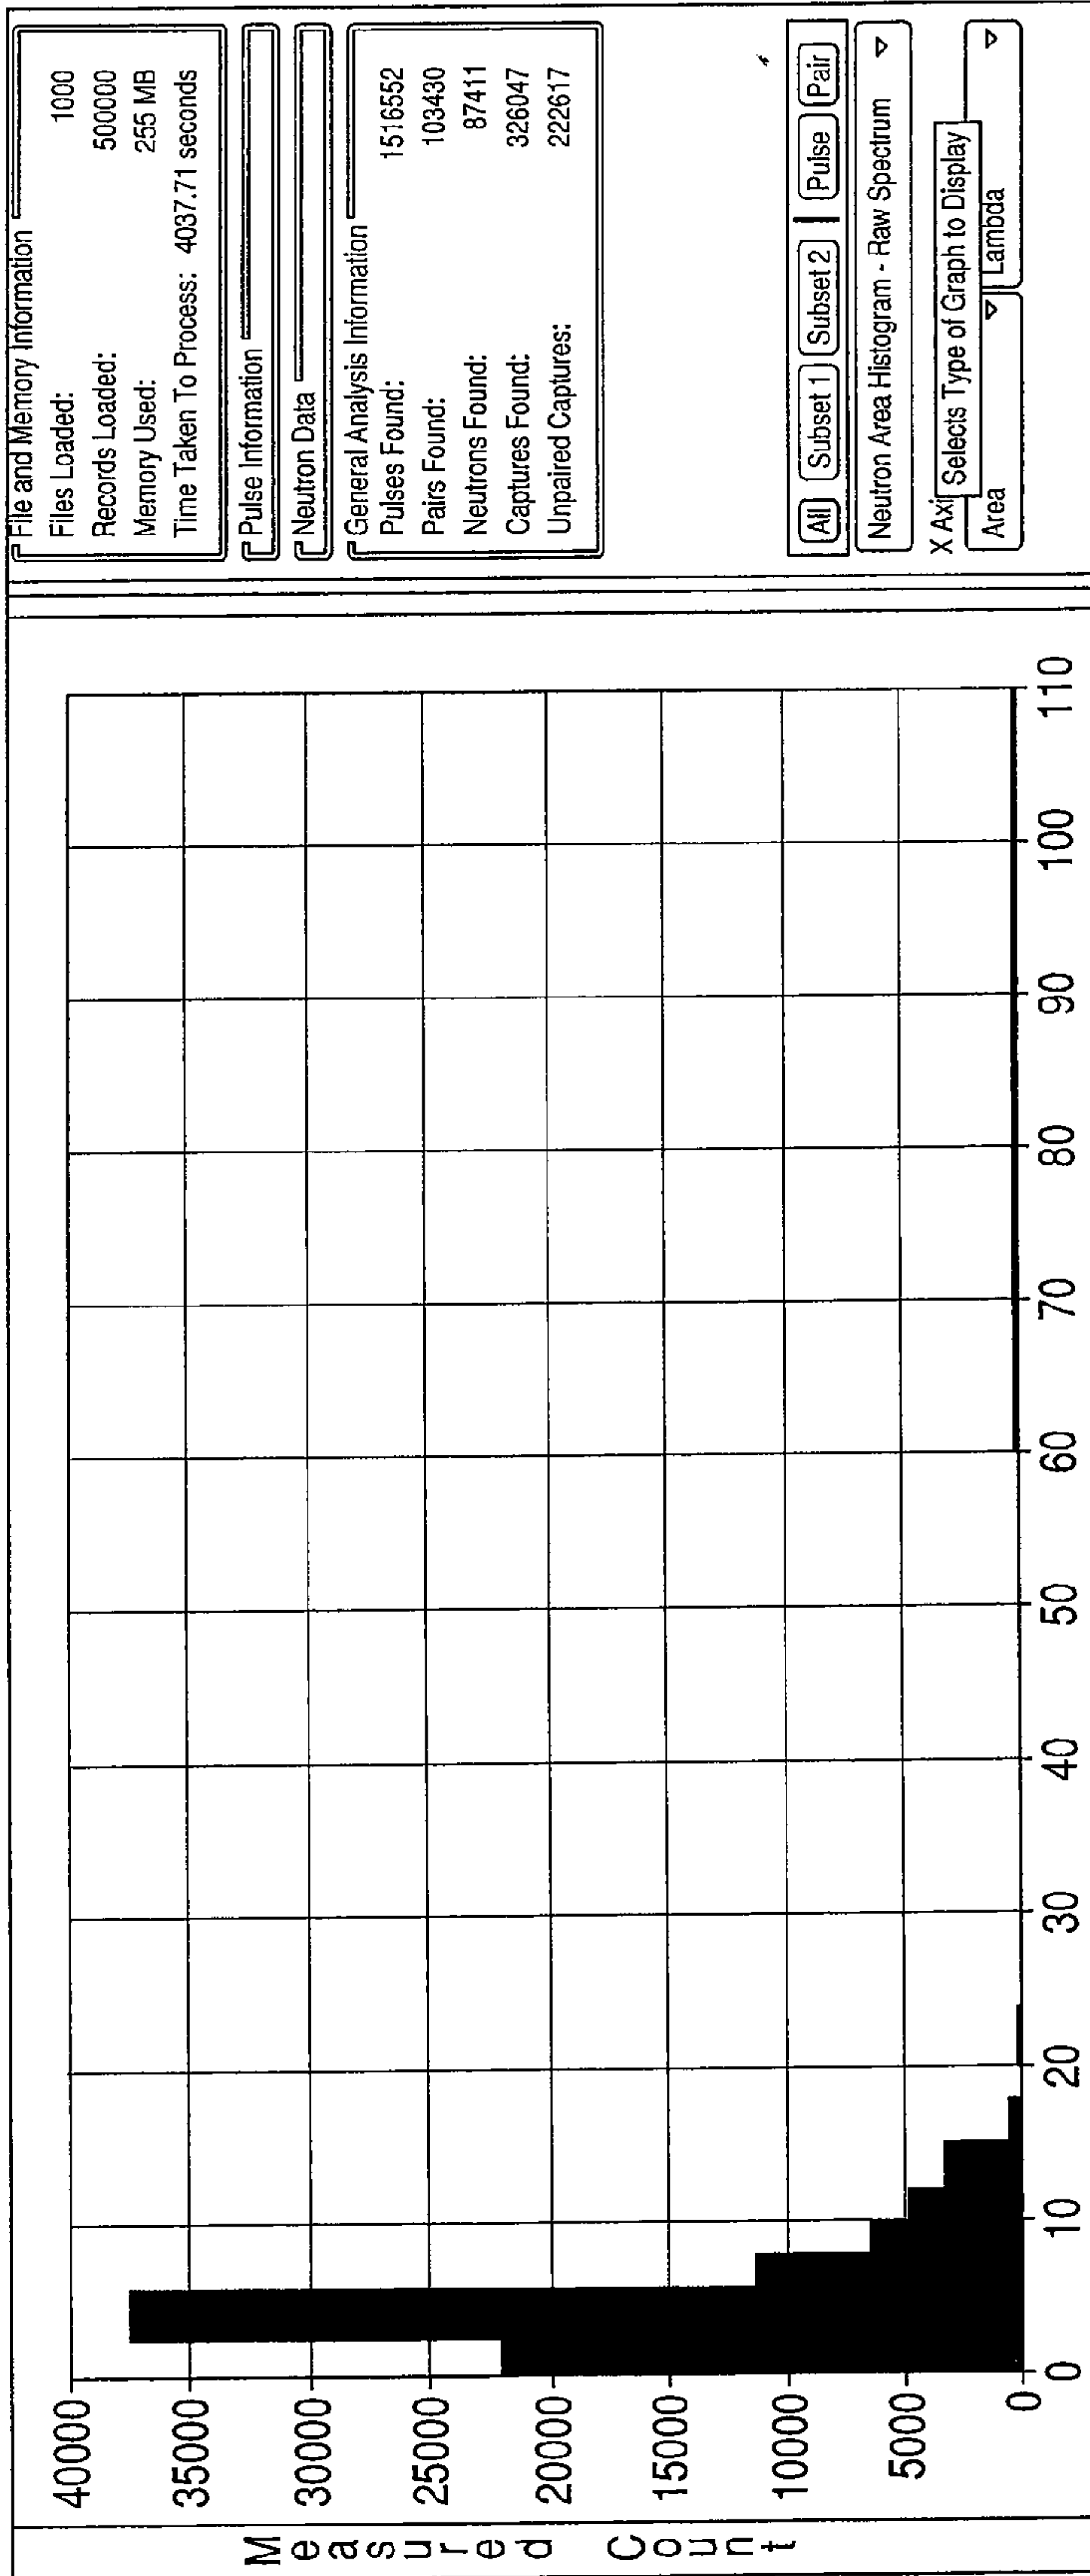 Measured Count
40000
35000
30000
25000
20000
15000
10000
5000
0
0 10 20 30 40 50 60 70 80 90 100 110
File and Memory Information
Files Loaded: 1000
Records Loaded: 500000
Memory Used: 255 MB
Time Taken To Process: 4037.71 seconds
Pulse Information
Neutron Data
General Analysis Information
Pulses Found: 1516552
Pairs Found: 103430
Neutrons Found: 87411
Captures Found: 326047
Unpaired Captures: 222617
All Subset 1 Subset 2 Pulse Pair
Neutron Area Histogram - Raw Spectrum
X Axi
Selects Type of Graph to Display
Area Lambda